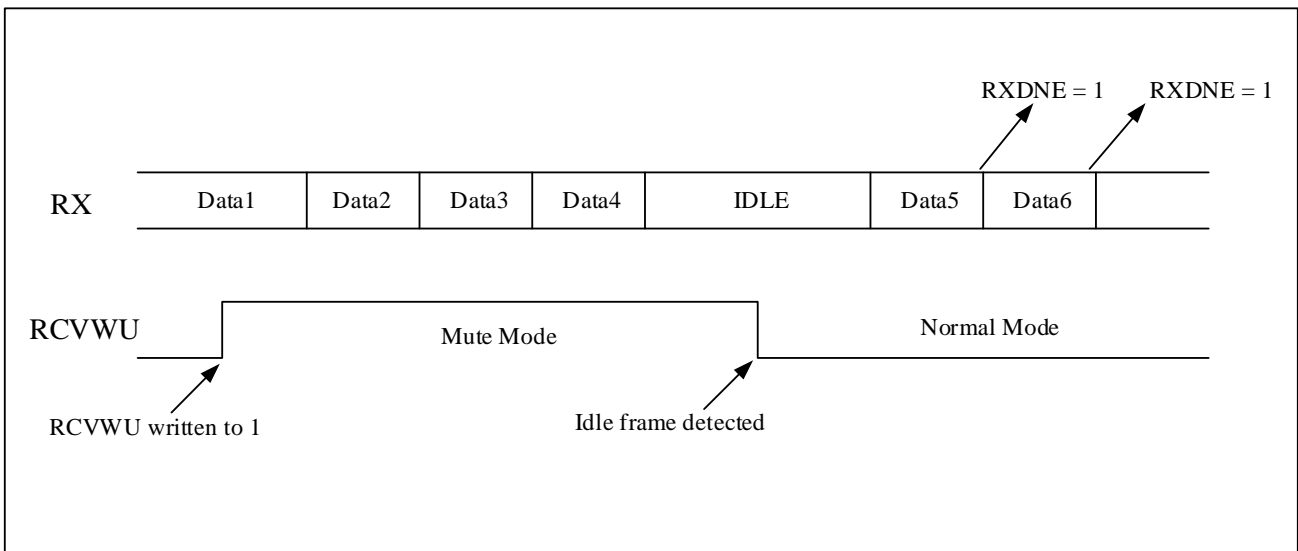 RXDNE = 1 RXDNE = 1
RX Data1 Data2 Data3 Data4 IDLE Data5 Data6
RCVWU Mute Mode Normal Mode
RCVWU written to 1 Idle frame detected